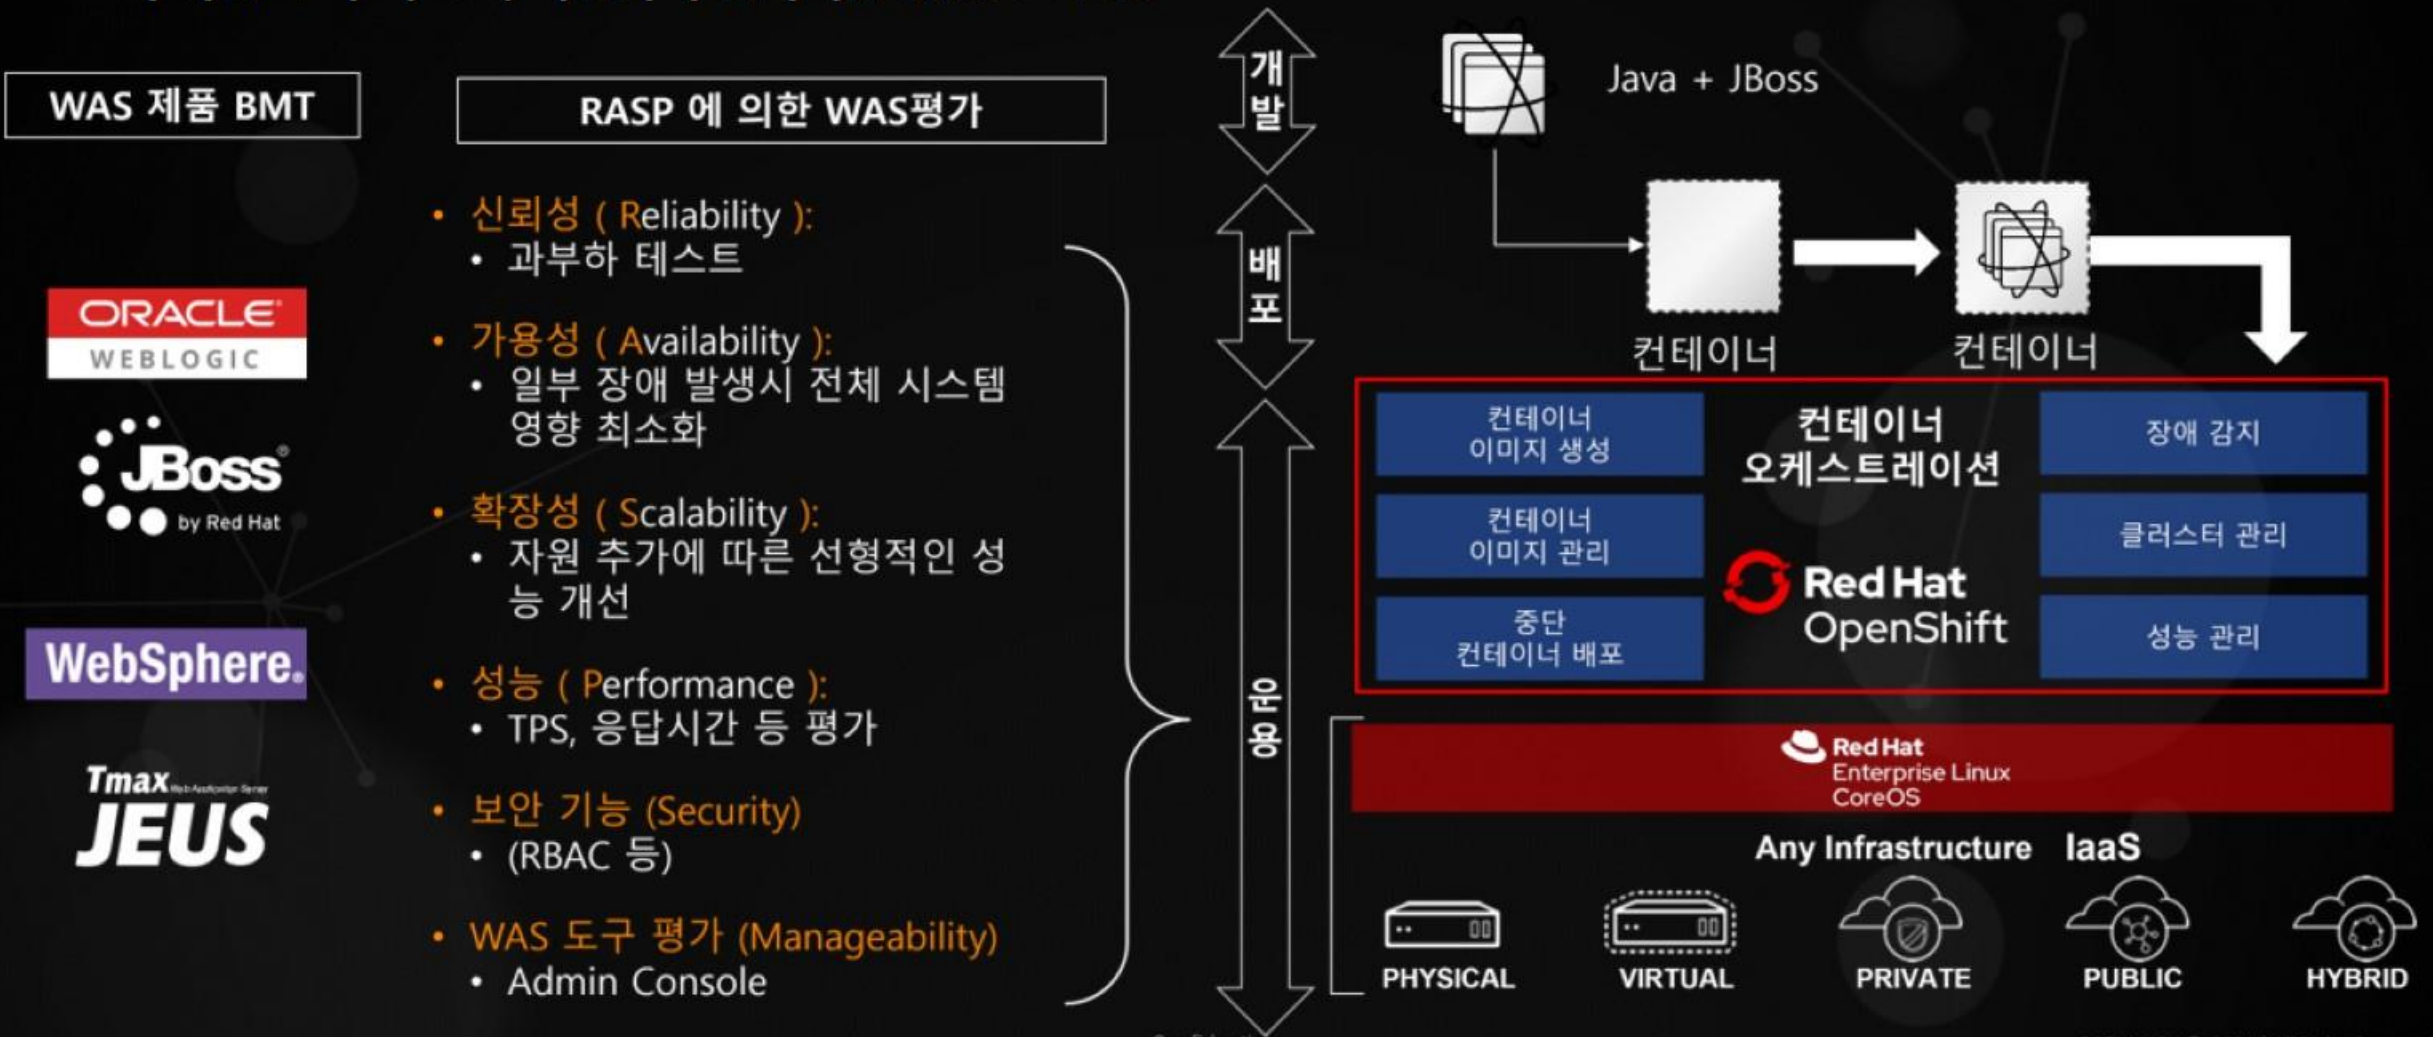 WAS 제품 BMT
RASP 에 의한 WAS평가
• 신뢰성 ( Reliability ):
• 과부하 테스트
• 가용성 ( Availability ):
• 일부 장애 발생시 전체 시스템
영향 최소화
• 확장성 ( Scalability ):
• 자원 추가에 따른 선형적인 성
능 개선
• 성능 ( Performance ):
• TPS, 응답시간 등 평가
• 보안 기능 (Security)
• (RBAC 등)
• WAS 도구 평가 (Manageability)
• Admin Console
ORACLE
WEBLOGIC
JBoss
by Red Hat
WebSphere
Tmax Web Application Server
JEUS
개발
배포
운용
Java + JBoss
컨테이너
컨테이너
컨테이너
이미지 생성
컨테이너
이미지 관리
중단
컨테이너 배포
컨테이너
오케스트레이션
Red Hat
OpenShift
장애 감지
클러스터 관리
성능 관리
Red Hat
Enterprise Linux
CoreOS
Any Infrastructure IaaS
PHYSICAL
VIRTUAL
PRIVATE
PUBLIC
HYBRID